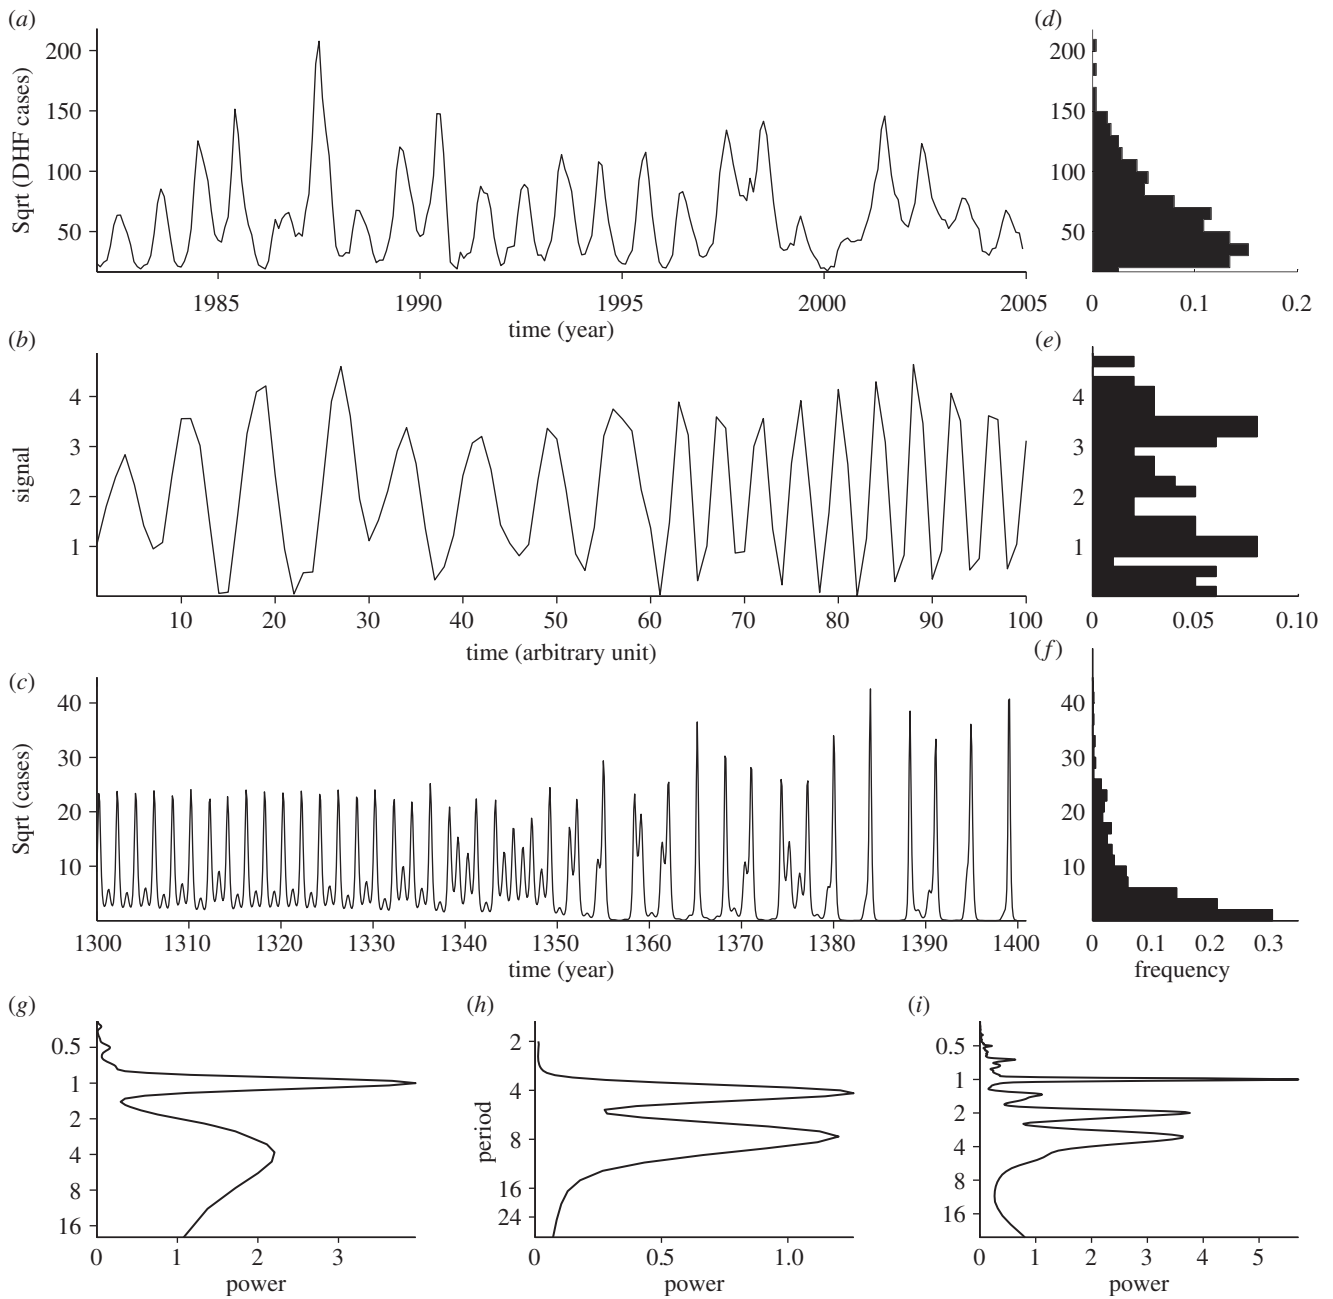 (a)
Sqrt (DHF cases)
200
150
100
50
1985 1990 1995 2000 2005
time (year)
(d)
200
150
100
50
0 0.1 0.2
(b)
signal
4
3
2
1
10 20 30 40 50 60 70 80 90 100
time (arbitrary unit)
(e)
4
3
2
1
0 0.05 0.10
(c)
Sqrt (cases)
40
30
20
10
1300 1310 1320 1330 1340 1350 1360 1370 1380 1390 1400
time (year)
(f)
40
30
20
10
0 0.1 0.2 0.3
frequency
(g)
0.5
1
2
4
8
16
0 1 2 3
power
(h)
period
2
4
8
16
24
0 0.5 1.0
power
(i)
0.5
1
2
4
8
16
0 1 2 3 4 5
power